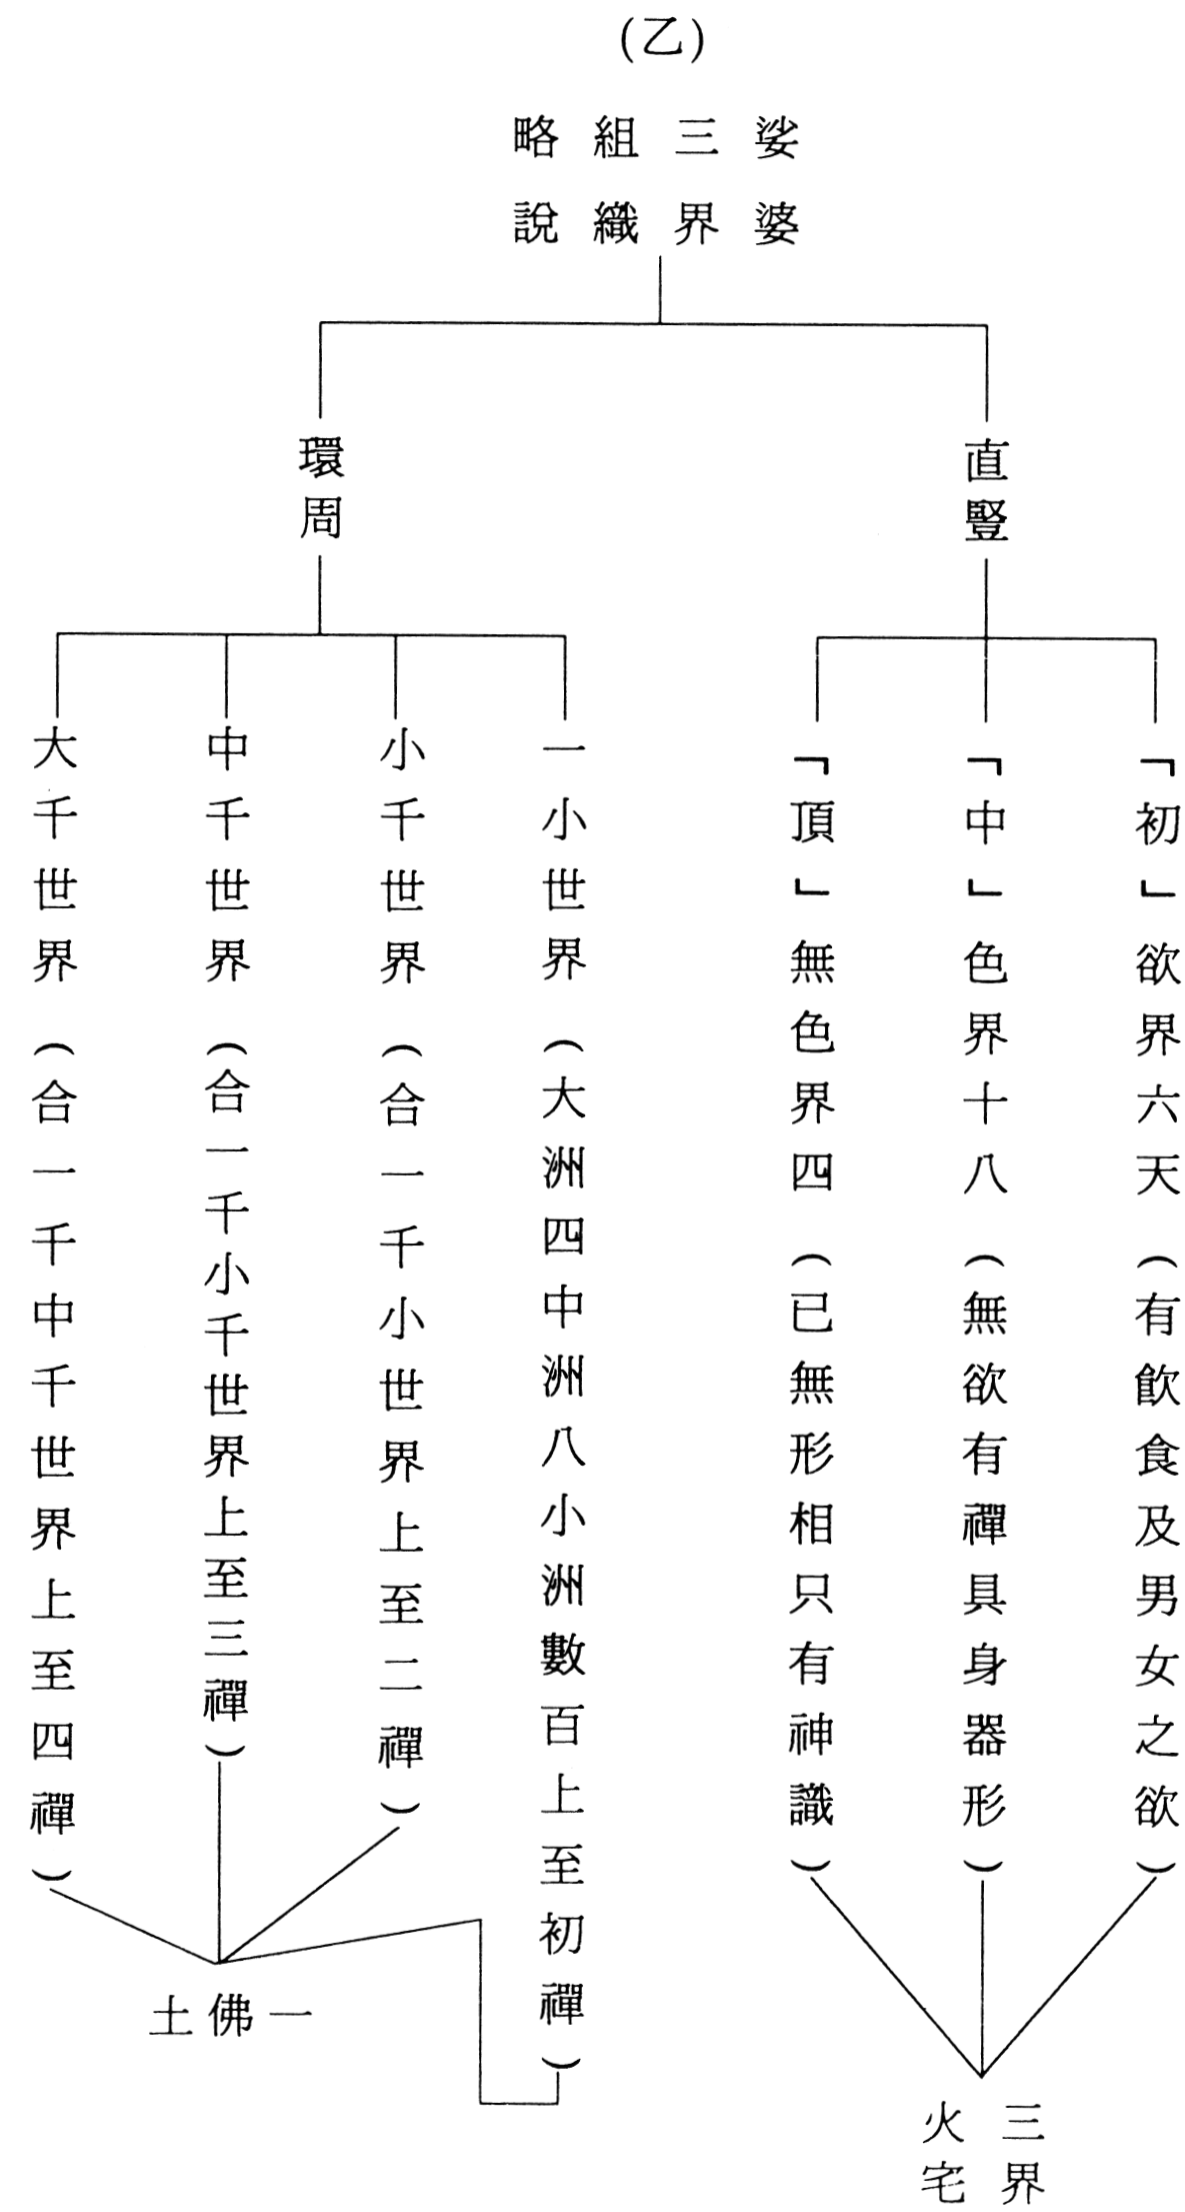 (乙)
娑婆
三界
組織
略說
直豎
「初」欲界六天（有飲食及男女之欲）
「中」色界十八（無欲有禪具身器形）
「頂」無色界四（已無形相只有神識）
三界
火宅
環周
一小世界（大洲四中洲八小洲數百上至初禪）
小千世界（合一千小世界上至二禪）
中千世界（合一千小千世界上至三禪）
大千世界（合一千中千世界上至四禪）
一佛土